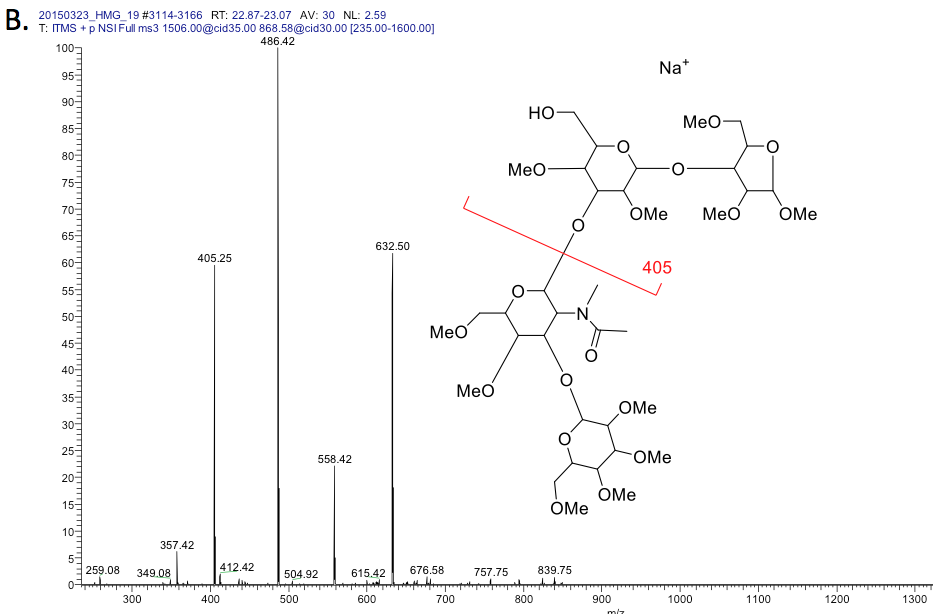 B.
20150323_HMG_19 #3114-3166 RT: 22.87-23.07 AV: 30 NL: 2.59
T: ITMS + p NSI Full ms3 1506.00@cid35.00 868.58@cid30.00 [235.00-1600.00]
486.42
100
95
90
85
80
75
70
65
60
55
50
45
40
35
30
25
20
15
10
5
0
632.50
405.25
558.42
357.42
259.08
349.08
412.42
504.92
615.42
676.58
757.75
839.75
300
400
500
600
700
800
900
1000
1100
1200
1300
m/z
Na+
HO
MeO
O
MeO
O
O
OMe
MeO
OMe
O
405
O
N
MeO
O
MeO
O
OMe
O
OMe
OMe
OMe